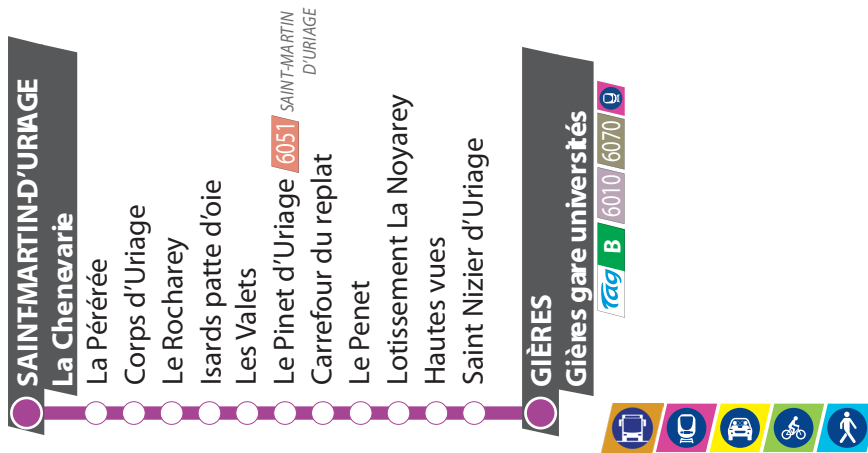 SAINT-MARTIN-D'URIAGE
La Chenevarie
La Pérérée
Corps d'Uriage
Le Rocharey
Isards patte d'oie
Les Valets
Le Pinet d'Uriage 6051 SAINT-MARTIN
D'URIAGE
Carrefour du replat
Le Penet
Lotissement La Noyarey
Hautes vues
Saint Nizier d'Uriage
GIÈRES
Gières gare universités
Tag B 6010 6070